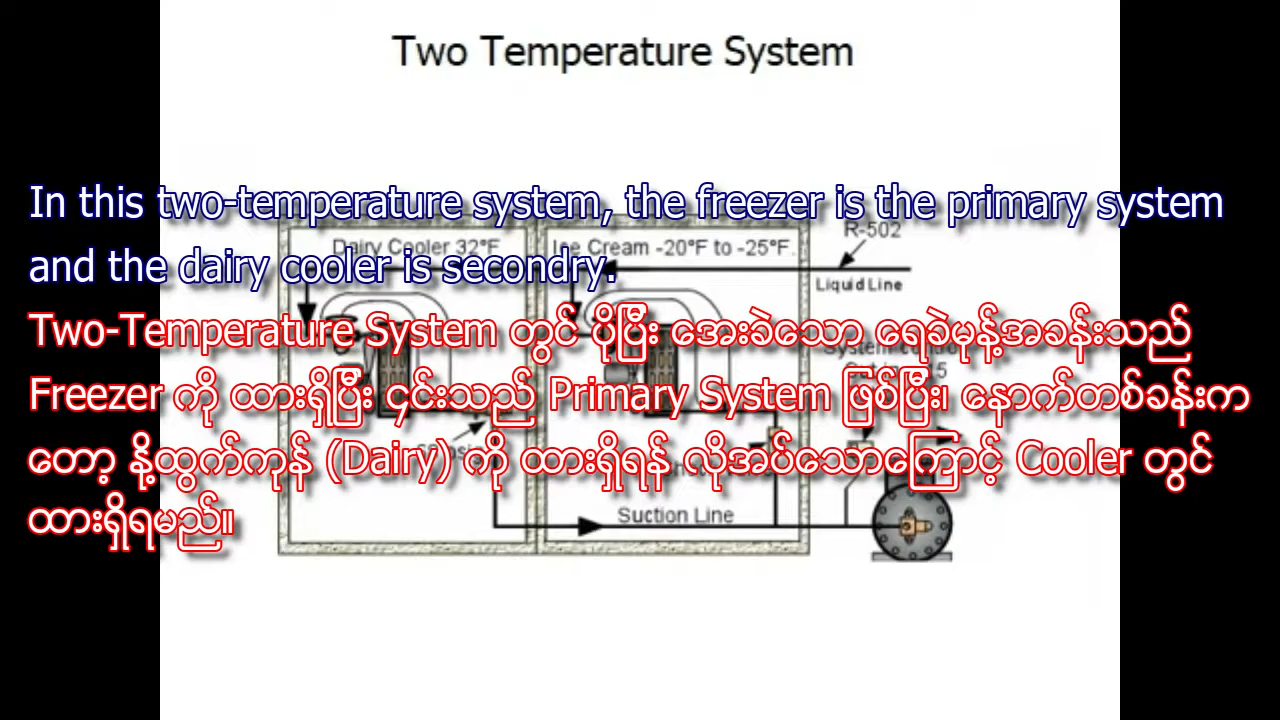 Two Temperature System
In this two-temperature system, the freezer is the primary system
and the dairy cooler is secondry.
Dairy Cooler 32°F
Ice Cream -20°F to -25°F.
R-502
Liquid Line
Two-Temperature System တွင် ပိုပြီး အေးခဲသော ရေခဲမုန့်အခန်းသည်
Freezer ကို ထားရှိပြီး ၄င်းသည် Primary System ဖြစ်ပြီး၊ နောက်တစ်ခန်းက
တော့ နို့ထွက်ကုန် (Dairy) ကို ထားရှိရန် လိုအပ်သောကြောင့် Cooler တွင်
ထားရှိရမည်။
Suction Line